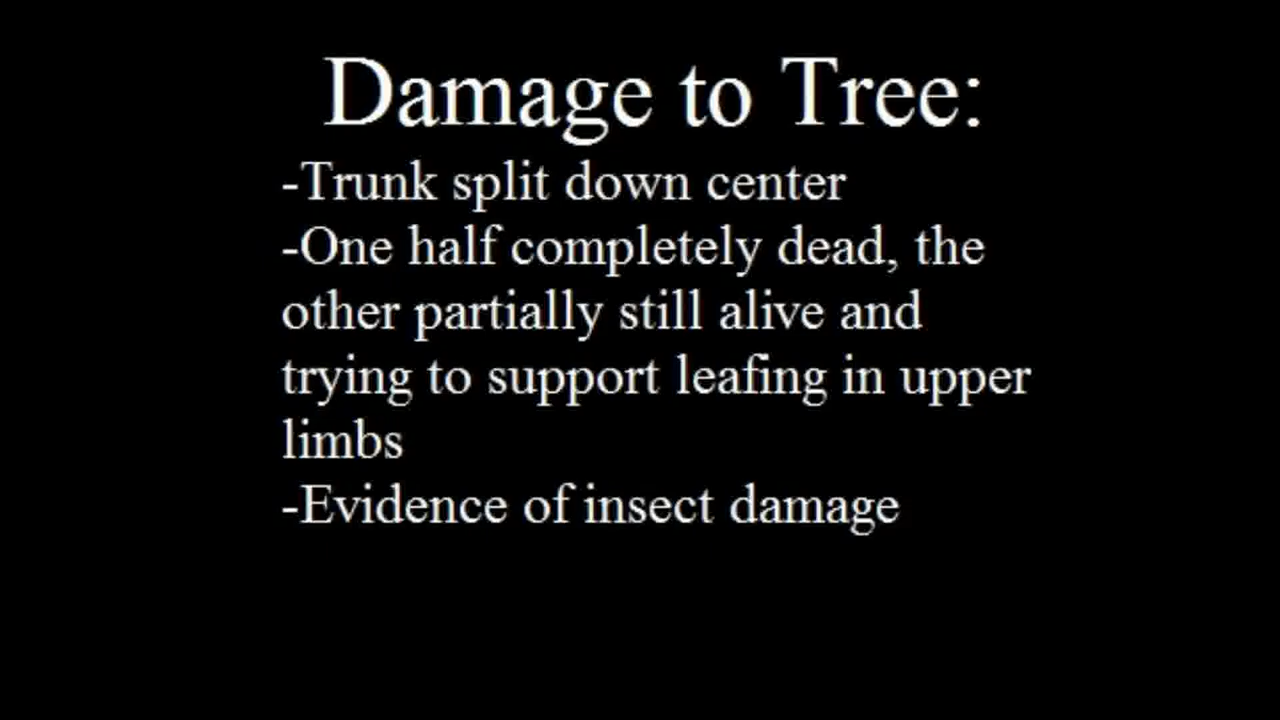 Damage to Tree:
-Trunk split down center
-One half completely dead, the
other partially still alive and
trying to support leafing in upper
limbs
-Evidence of insect damage